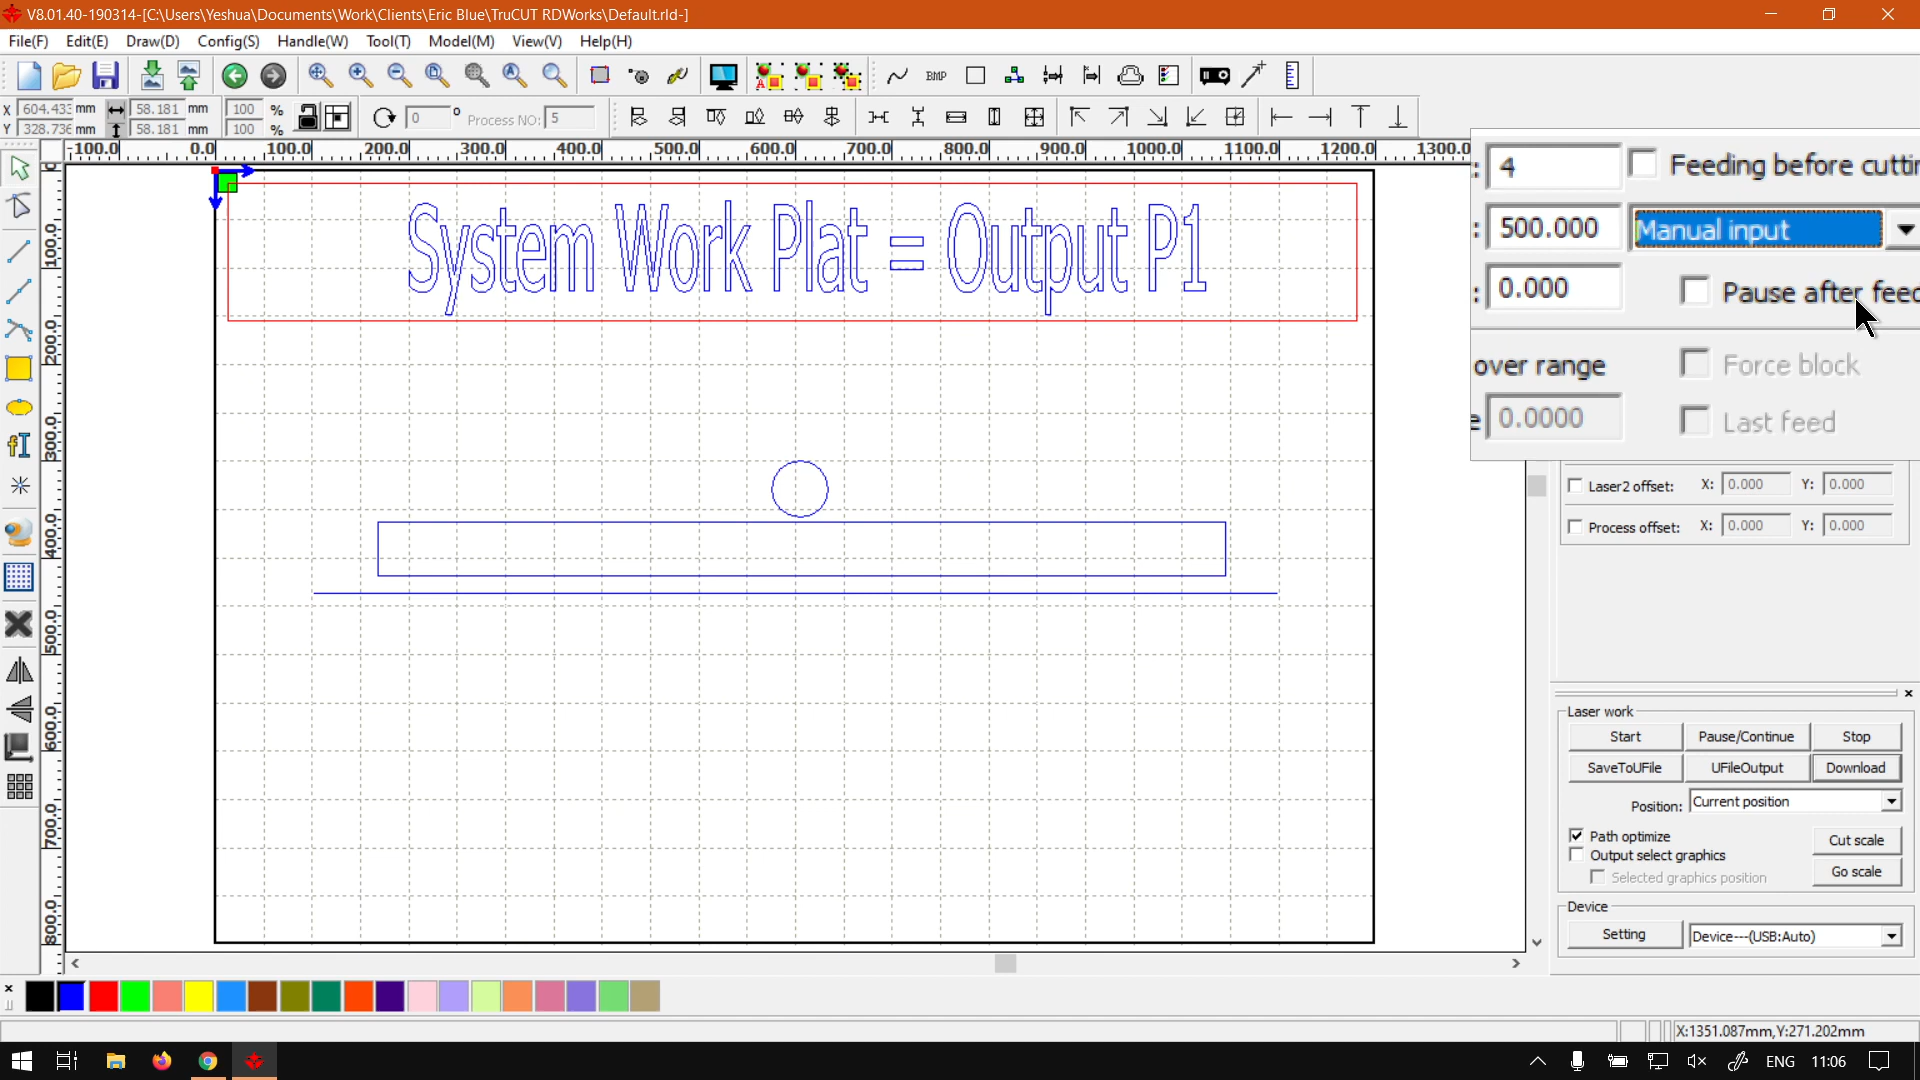 V8.01.40-190314-[C:\Users\Yeshua\Documents\Work\Clients\Eric Blue\TruCUT RDWorks\Default.rld-]
File(F) Edit(E) Draw(D) Config(S) Handle(W) Tool(T) Model(M) View(V) Help(H)
BMP
X 604.433 mm 58.181 mm 100 %
Y 328.736 mm 58.181 mm 100 %
0 ° Process NO: 5
-100.0 0.0 100.0 200.0 300.0 400.0 500.0 600.0 700.0 800.0 900.0 1000.0 1100.0 1200.0 1300.0
0
100.0
200.0
300.0
400.0
500.0
600.0
700.0
800.0
System Work Plat = Output P1
: 4 Feeding before cuttin
: 500.000 Manual input
: 0.000 Pause after feed
over range Force block
e 0.0000 Last feed
Laser2 offset: X: 0.000 Y: 0.000
Process offset: X: 0.000 Y: 0.000
Laser work
Start Pause/Continue Stop
SaveToUFile UFileOutput Download
Position: Current position
Path optimize Cut scale
Output select graphics
Selected graphics position Go scale
Device
Setting Device---(USB:Auto)
X:1351.087mm,Y:271.202mm
ENG 11:06